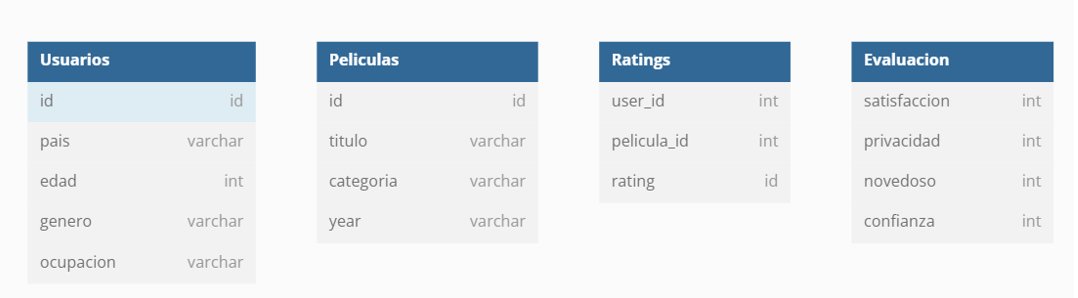 Usuarios
id id
pais varchar
edad int
genero varchar
ocupacion varchar
Peliculas
id id
titulo varchar
categoria varchar
year varchar
Ratings
user_id int
pelicula_id int
rating id
Evaluacion
satisfaccion int
privacidad int
novedoso int
confianza int